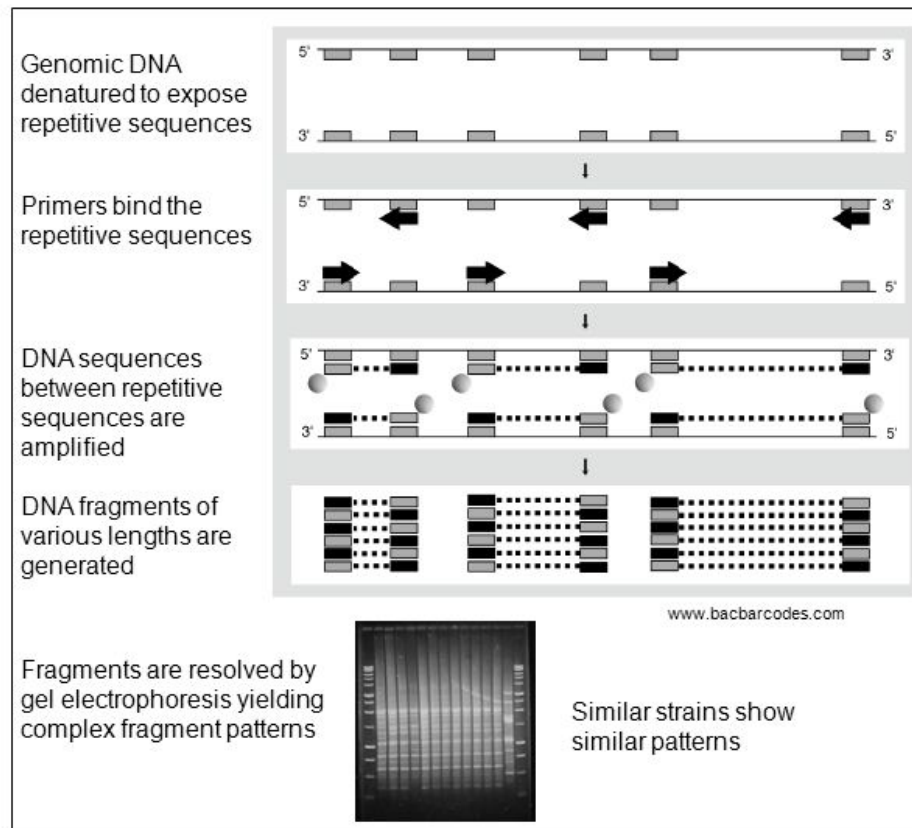 Genomic DNA
denatured to expose
repetitive sequences
5'
3'
3'
5'
Primers bind the
repetitive sequences
5'
3'
3'
5'
DNA sequences
between repetitive
sequences are
amplified
5'
3'
3'
5'
DNA fragments of
various lengths are
generated
www.bacbarcodes.com
Fragments are resolved by
gel electrophoresis yielding
complex fragment patterns
Similar strains show
similar patterns